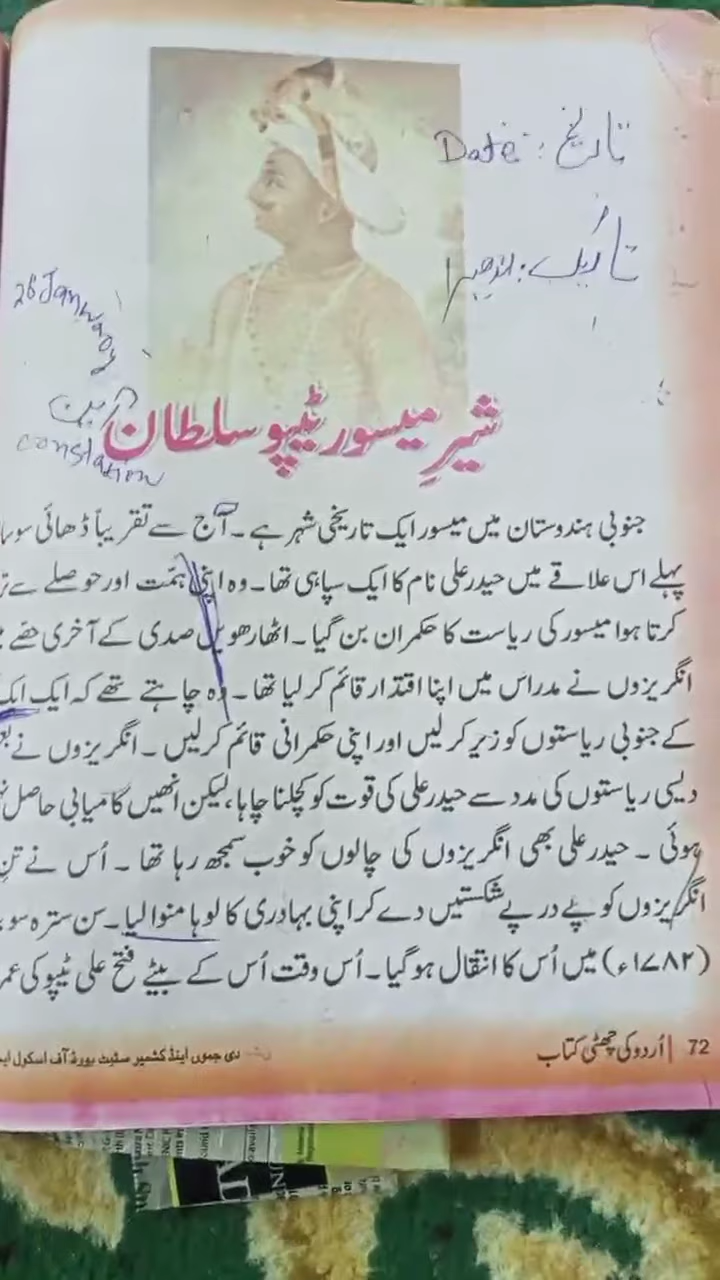 Date: تاریخ
تاریک: اندھیرا
26 January
شیرِ میسور ٹیپو سلطان
جنوبی ہندوستان میں میسور ایک تاریخی شہر ہے۔ آج سے تقریباً ڈھائی سو
پہلے اس علاقے میں حیدر علی نام کا ایک سپاہی تھا۔ وہ اپنی ہمّت اور حوصلے سے
کرتا ہوا میسور کی ریاست کا حکمران بن گیا۔ اٹھارھویں صدی کے آخری حصّے
انگریزوں نے مدراس میں اپنا اقتدار قائم کر لیا تھا۔ وہ چاہتے تھے کہ ایک ایک
کے جنوبی ریاستوں کو زیر کر لیں اور اپنی حکمرانی قائم کر لیں۔ انگریزوں نے
دیسی ریاستوں کی مدد سے حیدر علی کی قوت کو کچلنا چاہا، لیکن انھیں کامیابی حاصل
ہوئی۔ حیدر علی بھی انگریزوں کی چالوں کو خوب سمجھ رہا تھا۔ اُس نے تنِ
انگریزوں کو پے در پے شکستیں دے کر اپنی بہادری کا لوہا منوا لیا۔ سن سترہ سو
(۱۷۸۲ء) میں اُس کا انتقال ہو گیا۔ اُس وقت اُس کے بیٹے فتح علی ٹیپو کی عمر
72 | اُردو کی چھٹی کتاب
دی جموں اینڈ کشمیر سٹیٹ بورڈ آف اسکول